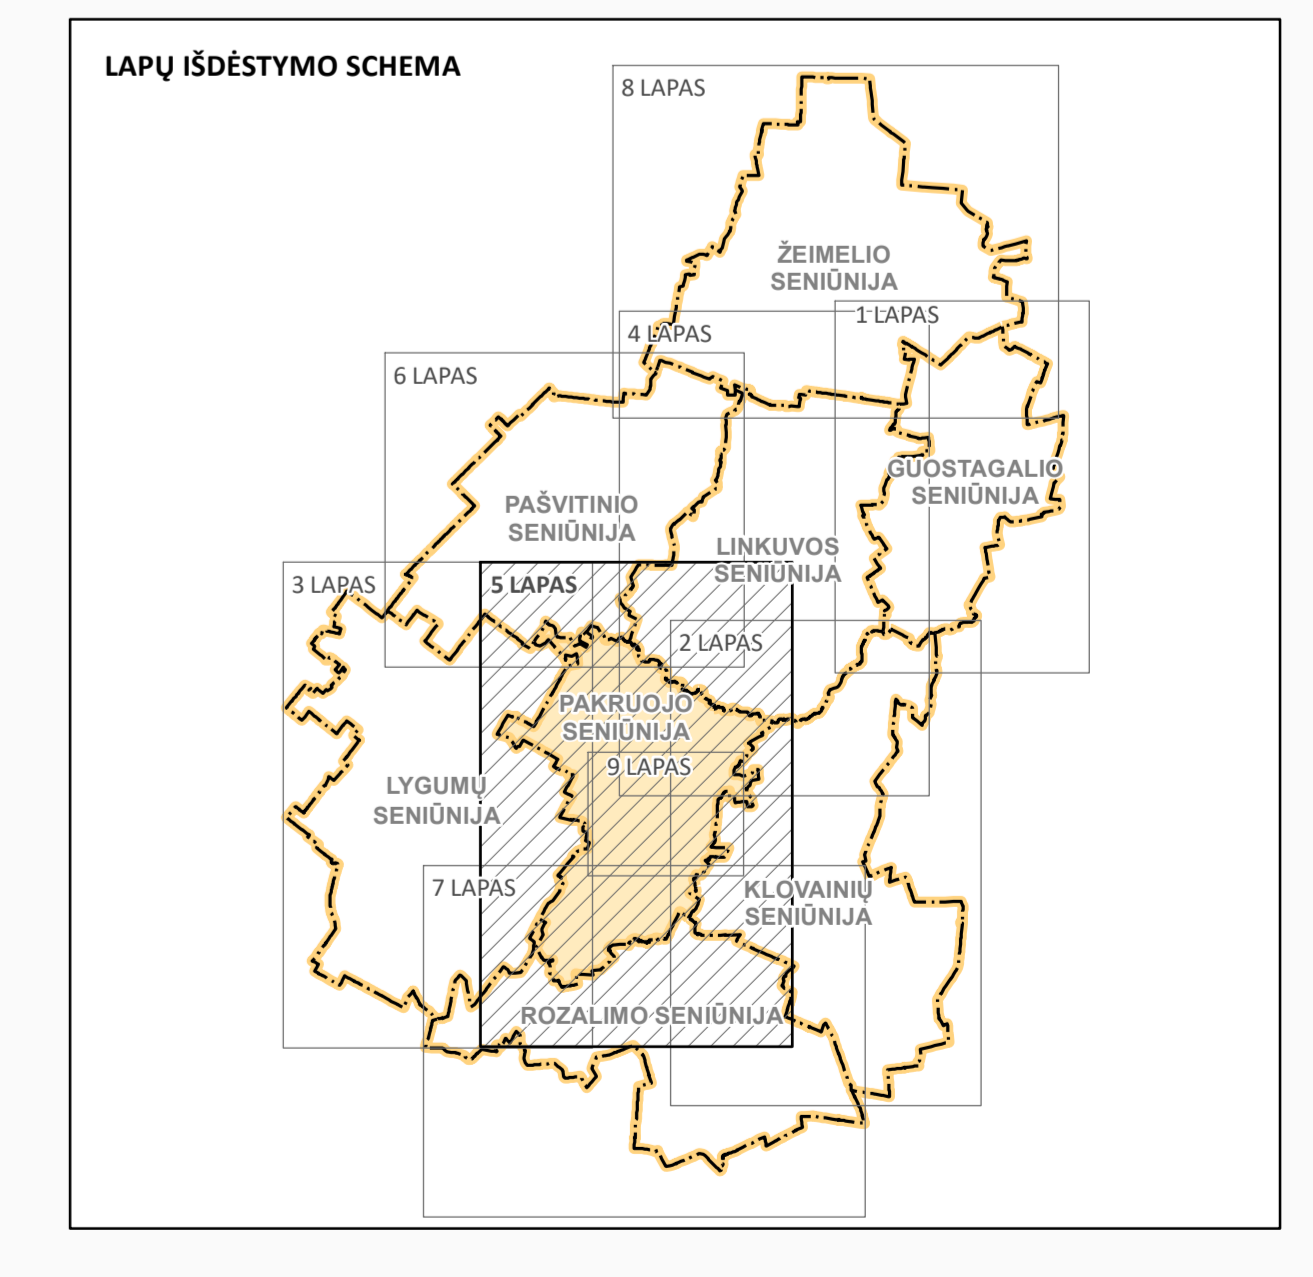 LAPŲ IŠDĖSTYMO SCHEMA
8 LAPAS
ŽEIMELIO
SENIŪNIJA
1 LAPAS
4 LAPAS
6 LAPAS
GUOSTAGALIO
SENIŪNIJA
PAŠVITINIO
SENIŪNIJA
LINKUVOS
SENIŪNIJA
3 LAPAS
5 LAPAS
2 LAPAS
PAKRUOJO
SENIŪNIJA
9 LAPAS
LYGUMŲ
SENIŪNIJA
7 LAPAS
KLOVAINIŲ
SENIŪNIJA
ROZALIMO SENIŪNIJA